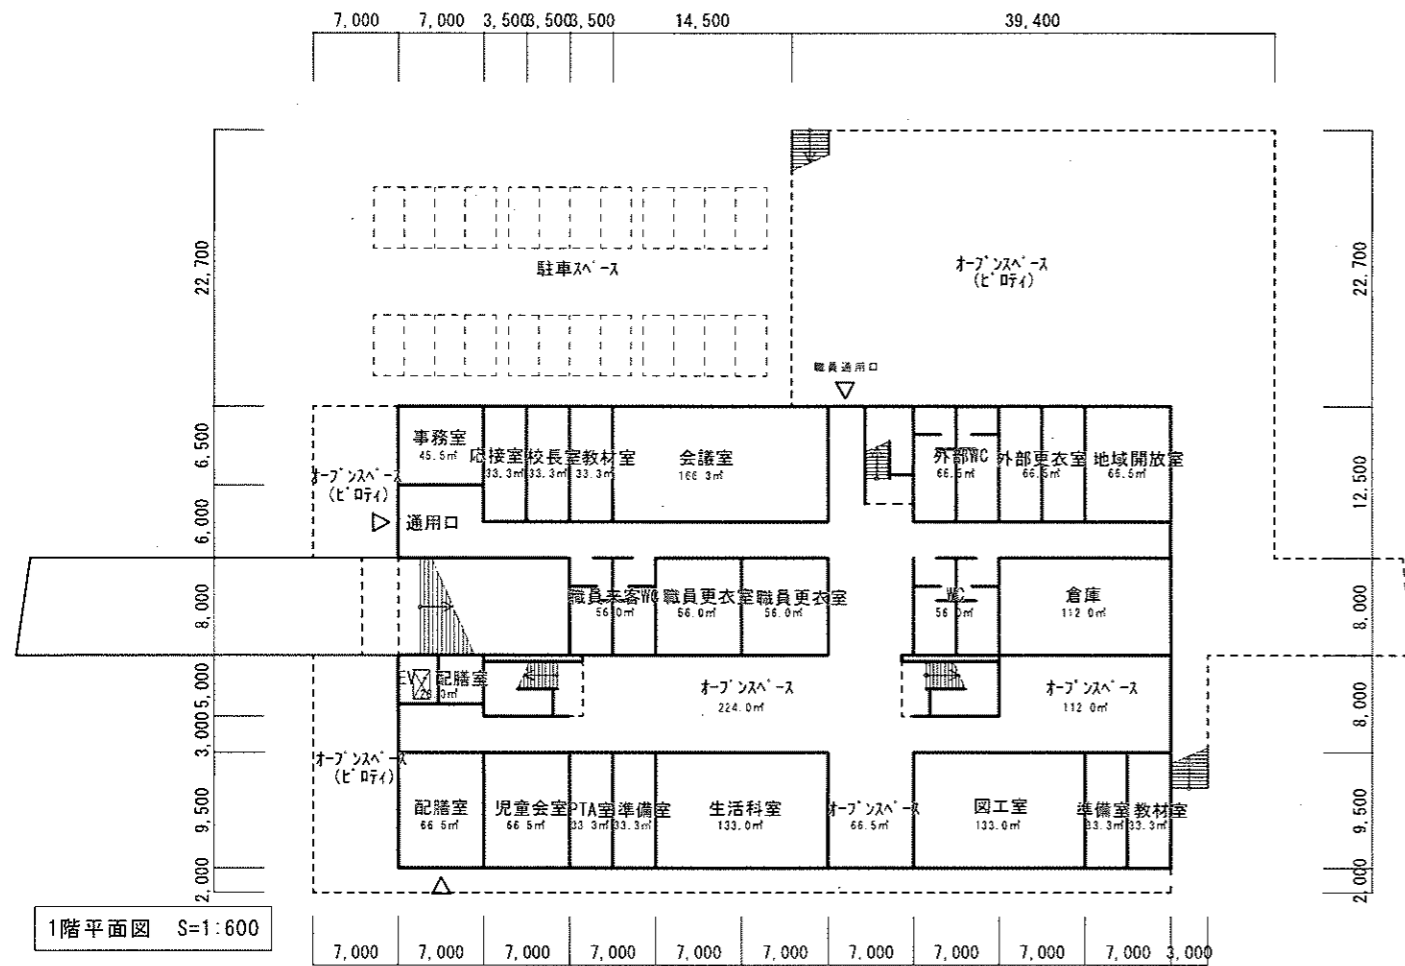 7,000 7,000 3,500 3,500 3,500 14,500 39,400
22,700
22,700
駐車スペース
オープンスペース
(ピロティ)
職員通用口
6,500
6,000
12,500
事務室
45.5㎡
応接室
33.3㎡
校長室
33.3㎡
教材室
33.3㎡
会議室
166.3㎡
外部WC
66.5㎡
外部更衣室
66.5㎡
地域開放室
66.5㎡
オープンスペース
(ピロティ)
通用口
8,000
8,000
職員来客WC
56.0㎡
職員更衣室
56.0㎡
職員更衣室
56.0㎡
WC
56.0㎡
倉庫
112.0㎡
5,000
3,000
8,000
EV
配膳室
オープンスペース
224.0㎡
オープンスペース
112.0㎡
オープンスペース
(ピロティ)
9,500
9,500
配膳室
66.5㎡
児童会室
66.5㎡
PTA室
33.3㎡
準備室
33.3㎡
生活科室
133.0㎡
オープンスペース
66.5㎡
図工室
133.0㎡
準備室
33.3㎡
教材室
33.3㎡
2,000
2,000
1階平面図 S=1:600
7,000 7,000 7,000 7,000 7,000 7,000 7,000 7,000 7,000 7,000 3,000